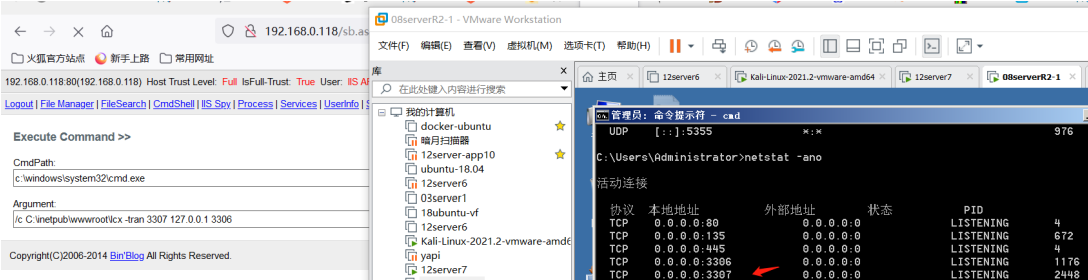 08serverR2-1 - VMware Workstation
192.168.0.118/sb.as
火狐官方站点 新手上路 常用网址
文件(F) 编辑(E) 查看(V) 虚拟机(M) 选项卡(T) 帮助(H)
192.168.0.118:80(192.168.0.118) Host Trust Level: Full IsFull-Trust: True User: IIS AP
Logout | File Manager | FileSearch | CmdShell | IIS Spy | Process | Services | UserInfo | S
Execute Command >>
CmdPath:
c:\windows\system32\cmd.exe
Argument:
/c C:\inetpub\wwwroot\lcx -tran 3307 127.0.0.1 3306
Copyright(C)2006-2014 Bin'Blog All Rights Reserved.
库
在此处键入内容进行搜索
我的计算机
docker-ubuntu
暗月扫描器
12server-app10
ubuntu-18.04
12server6
03server1
18ubuntu-vf
12server6
Kali-Linux-2021.2-vmware-amd6
yapi
12server7
主页 12server6 Kali-Linux-2021.2-vmware-amd64 12server7 08serverR2-1
管理员: 命令提示符 - cmd
UDP [::]:5355 *:* 976
C:\Users\Administrator>netstat -ano
活动连接
协议 本地地址 外部地址 状态 PID
TCP 0.0.0.0:80 0.0.0.0:0 LISTENING 4
TCP 0.0.0.0:135 0.0.0.0:0 LISTENING 672
TCP 0.0.0.0:445 0.0.0.0:0 LISTENING 4
TCP 0.0.0.0:3306 0.0.0.0:0 LISTENING 1176
TCP 0.0.0.0:3307 0.0.0.0:0 LISTENING 2448